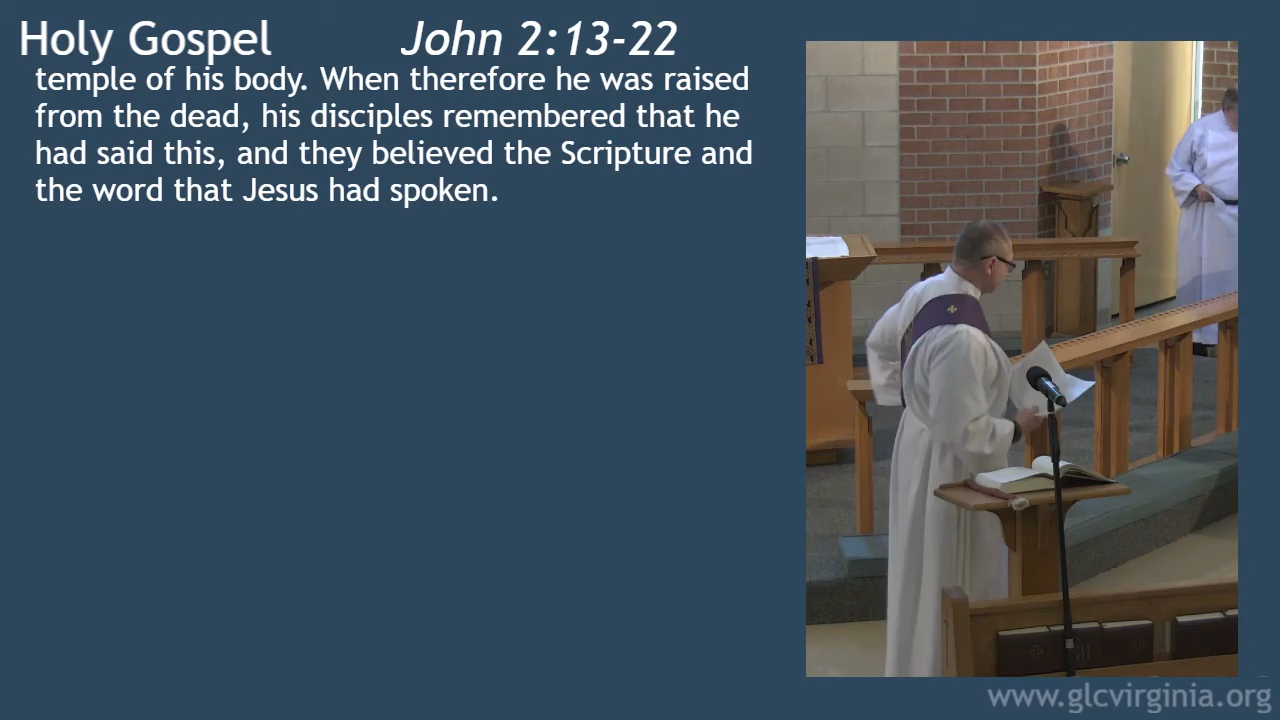 Holy Gospel John 2:13-22
temple of his body. When therefore he was raised
from the dead, his disciples remembered that he
had said this, and they believed the Scripture and
the word that Jesus had spoken.
www.glcvirginia.org